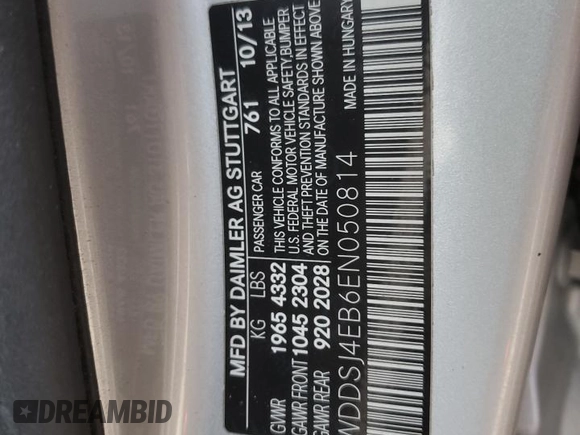 MFD BY DAIMLER AG STUTTGART
761 10/13
KG LBS PASSENGER CAR
GVWR 1965 4332
GAWR FRONT 1045 2304
GAWR REAR 920 2028
THIS VEHICLE CONFORMS TO ALL APPLICABLE
U.S. FEDERAL MOTOR VEHICLE SAFETY, BUMPER
AND THEFT PREVENTION STANDARDS IN EFFECT
ON THE DATE OF MANUFACTURE SHOWN ABOVE
MADE IN HUNGARY
WDDSJ4EB6EN050814
DEALER HISTORY